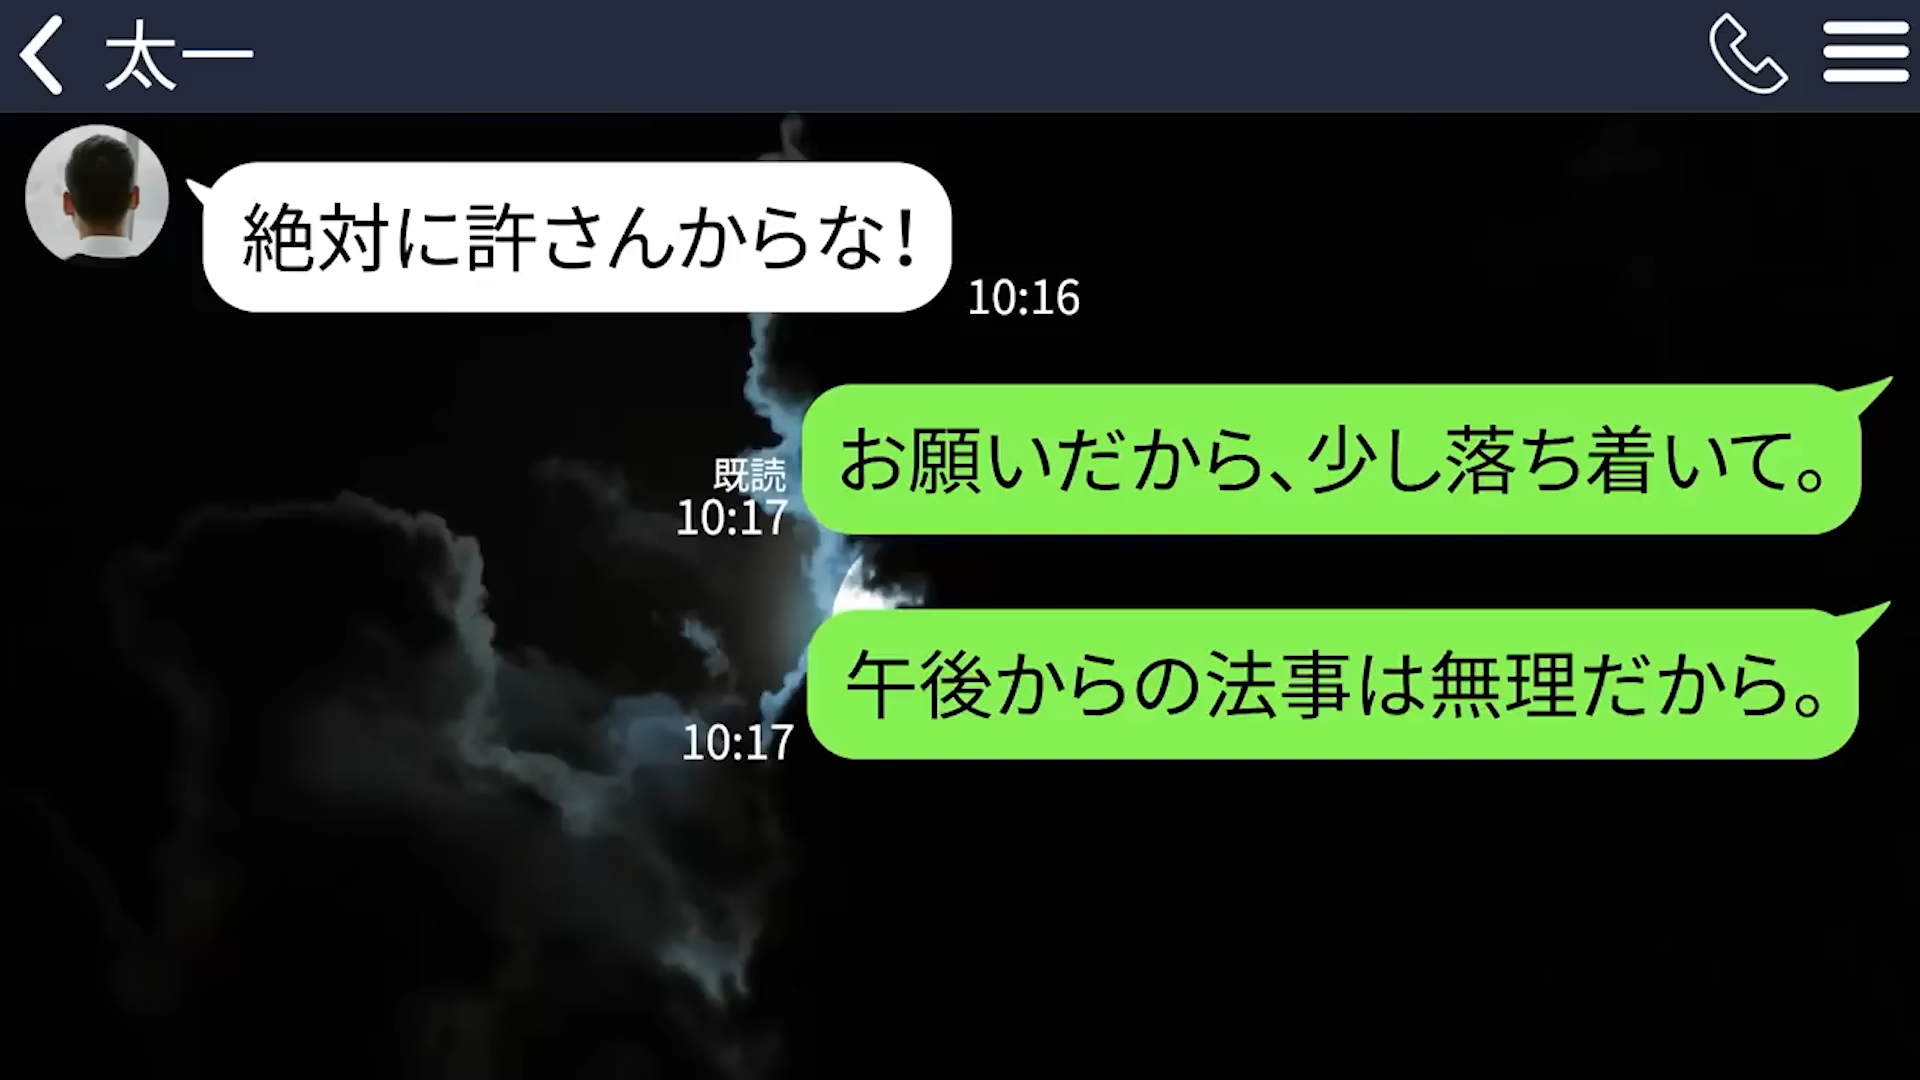 太一
絶対に許さんからな！
10:16
お願いだから、少し落ち着いて。
既読
10:17
午後からの法事は無理だから。
10:17